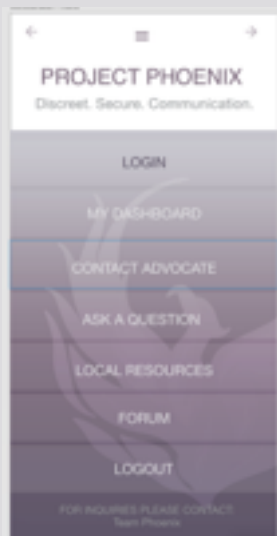 PROJECT PHOENIX
Discreet. Secure. Communication.
LOGIN
MY DASHBOARD
CONTACT ADVOCATE
ASK A QUESTION
LOCAL RESOURCES
FORUM
LOGOUT
FOR INQUIRIES PLEASE CONTACT:
Team Phoenix